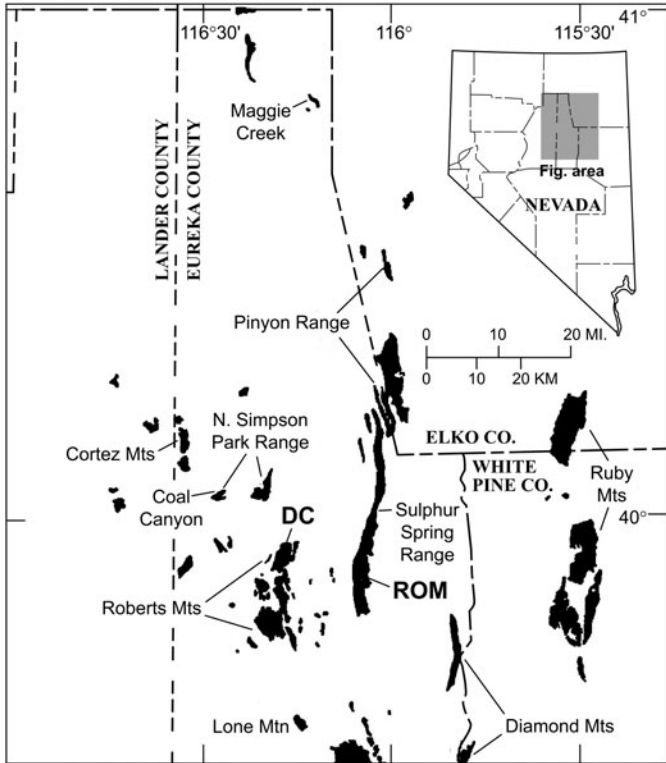 116°30'
116°
115°30'
41°
Maggie
Creek
LANDER COUNTY
EUREKA COUNTY
Fig. area
NEVADA
Pinyon Range
0 10 20 MI.
0 10 20 KM
N. Simpson
Park Range
Cortez Mts
ELKO CO.
WHITE
PINE CO.
Ruby
Mts
Coal
Canyon
DC
Sulphur
Spring
Range
40°
ROM
Roberts Mts
Lone Mtn
Diamond Mts